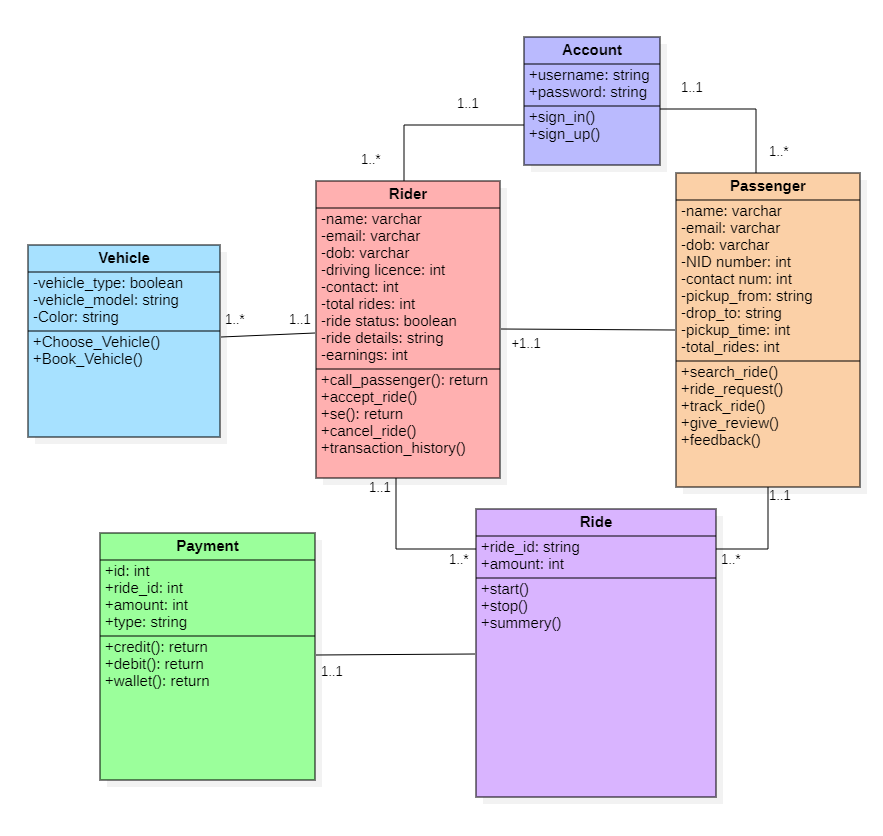 Account
+username: string
+password: string
+sign_in()
+sign_up()
1..1
1..*
1..1
1..*
Rider
-name: varchar
-email: varchar
-dob: varchar
-driving licence: int
-contact: int
-total rides: int
-ride status: boolean
-ride details: string
-earnings: int
+call_passenger(): return
+accept_ride()
+se(): return
+cancel_ride()
+transaction_history()
Passenger
-name: varchar
-email: varchar
-dob: varchar
-NID number: int
-contact num: int
-pickup_from: string
-drop_to: string
-pickup_time: int
-total_rides: int
+search_ride()
+ride_request()
+track_ride()
+give_review()
+feedback()
Vehicle
-vehicle_type: boolean
-vehicle_model: string
-Color: string
+Choose_Vehicle()
+Book_Vehicle()
1..*
1..1
+1..1
1..1
1..*
1..1
1..*
Ride
+ride_id: string
+amount: int
+start()
+stop()
+summery()
Payment
+id: int
+ride_id: int
+amount: int
+type: string
+credit(): return
+debit(): return
+wallet(): return
1..1